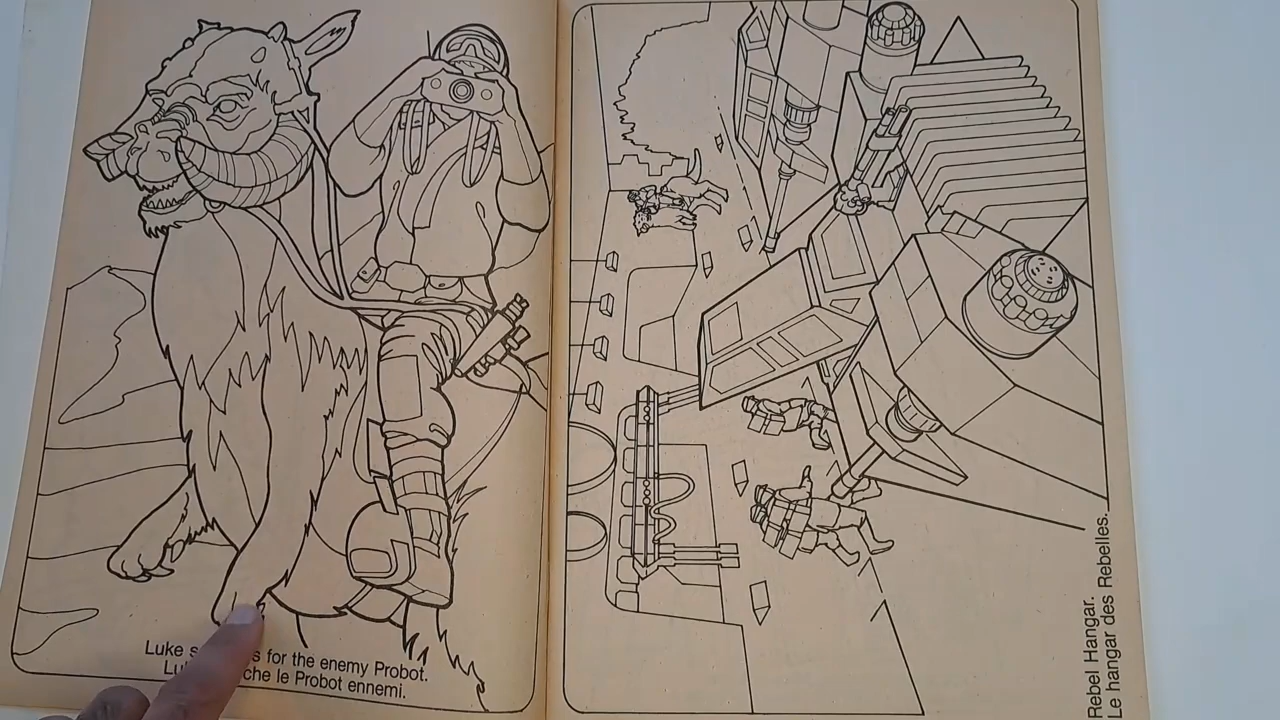 Luke s s for the enemy Probot.
Lu che le Probot ennemi.
Rebel Hangar.
Le hangar des Rebelles.